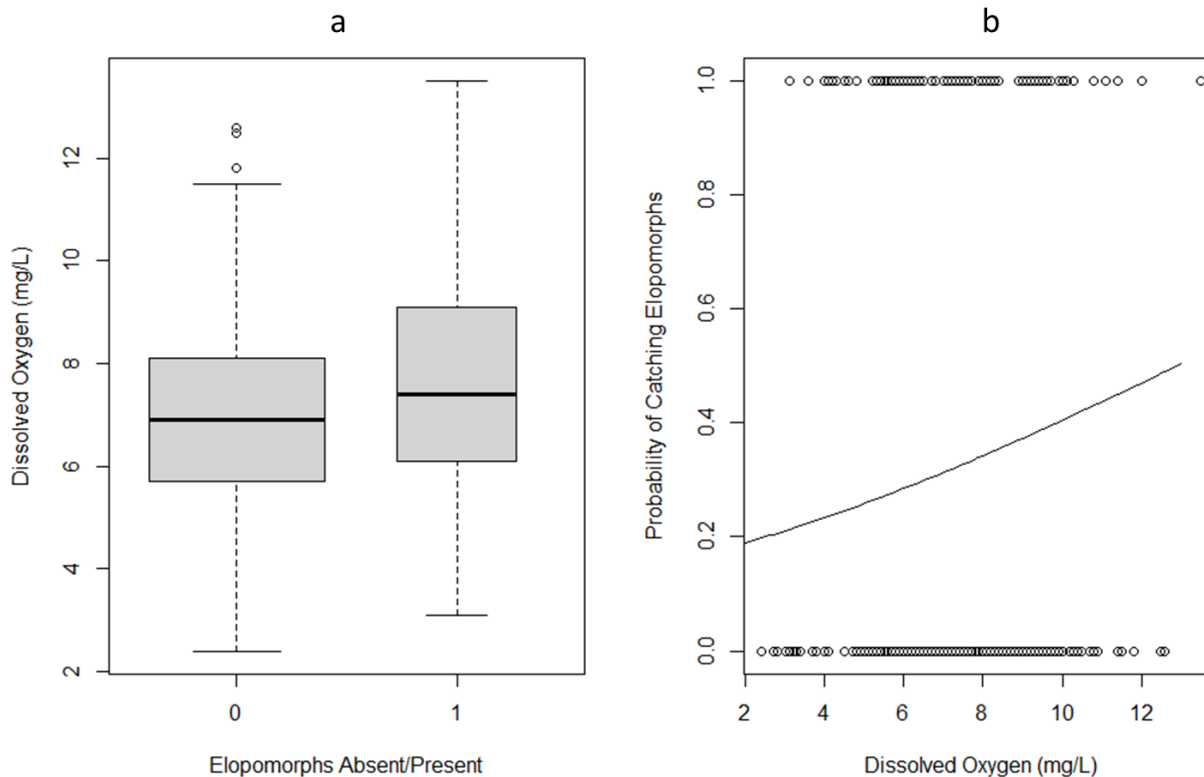 a
12
10
8
6
4
2
Dissolved Oxygen (mg/L)
0 1
Elopomorphs Absent/Present
b
1.0
0.8
0.6
0.4
0.2
0.0
Probability of Catching Elopomorphs
2 4 6 8 10 12
Dissolved Oxygen (mg/L)